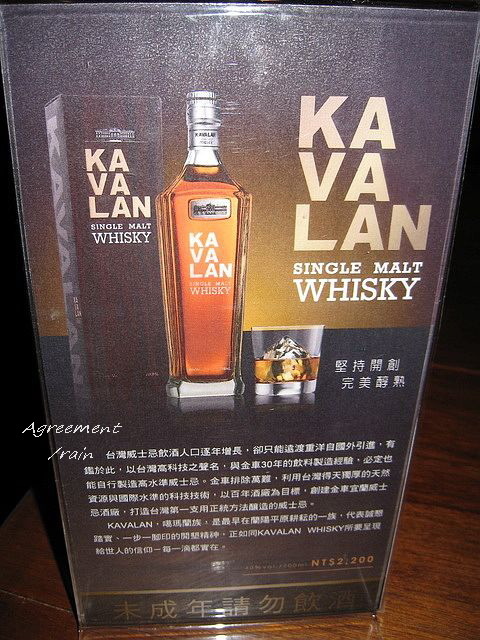 KAVALAN
KA
VA
LAN
SINGLE MALT
WHISKY
KAVALAN
KA
VA
LAN
SINGLE MALT
WHISKY
KA
VA
LAN
SINGLE MALT
WHISKY
堅持開創
完美醇熟
Agreement
/rain
台灣威士忌飲酒人口逐年增長，卻只能遠渡重洋自國外引進，有
鑑於此，以台灣高科技之聲名，與金車30年的飲料製造經驗，必定也
能自行製造高水準威士忌。金車排除萬難，利用台灣得天獨厚的天然
資源與國際水準的科技技術，以百年酒廠為目標，創建金車宜蘭威士
忌酒廠，打造台灣第一支用正統方法釀造的威士忌。
KAVALAN，噶瑪蘭族，是最早在蘭陽平原耕耘的一族，代表誠懇
踏實、一步一腳印的開墾精神，正如同KAVALAN WHISKY所要呈現
給世人的信仰－每一滴都實在。
40%vol./700ml NT$2,200
未成年請勿飲酒